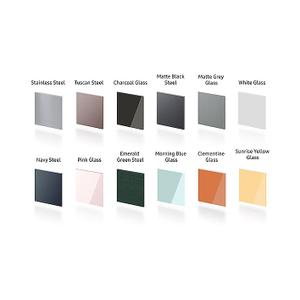 Stainless Steel
Tuscan Steel
Charcoal Glass
Matte Black
Steel
Matte Grey
Glass
White Glass
Navy Steel
Pink Glass
Emerald
Green Steel
Morning Blue
Glass
Clementine
Glass
Sunrise Yellow
Glass